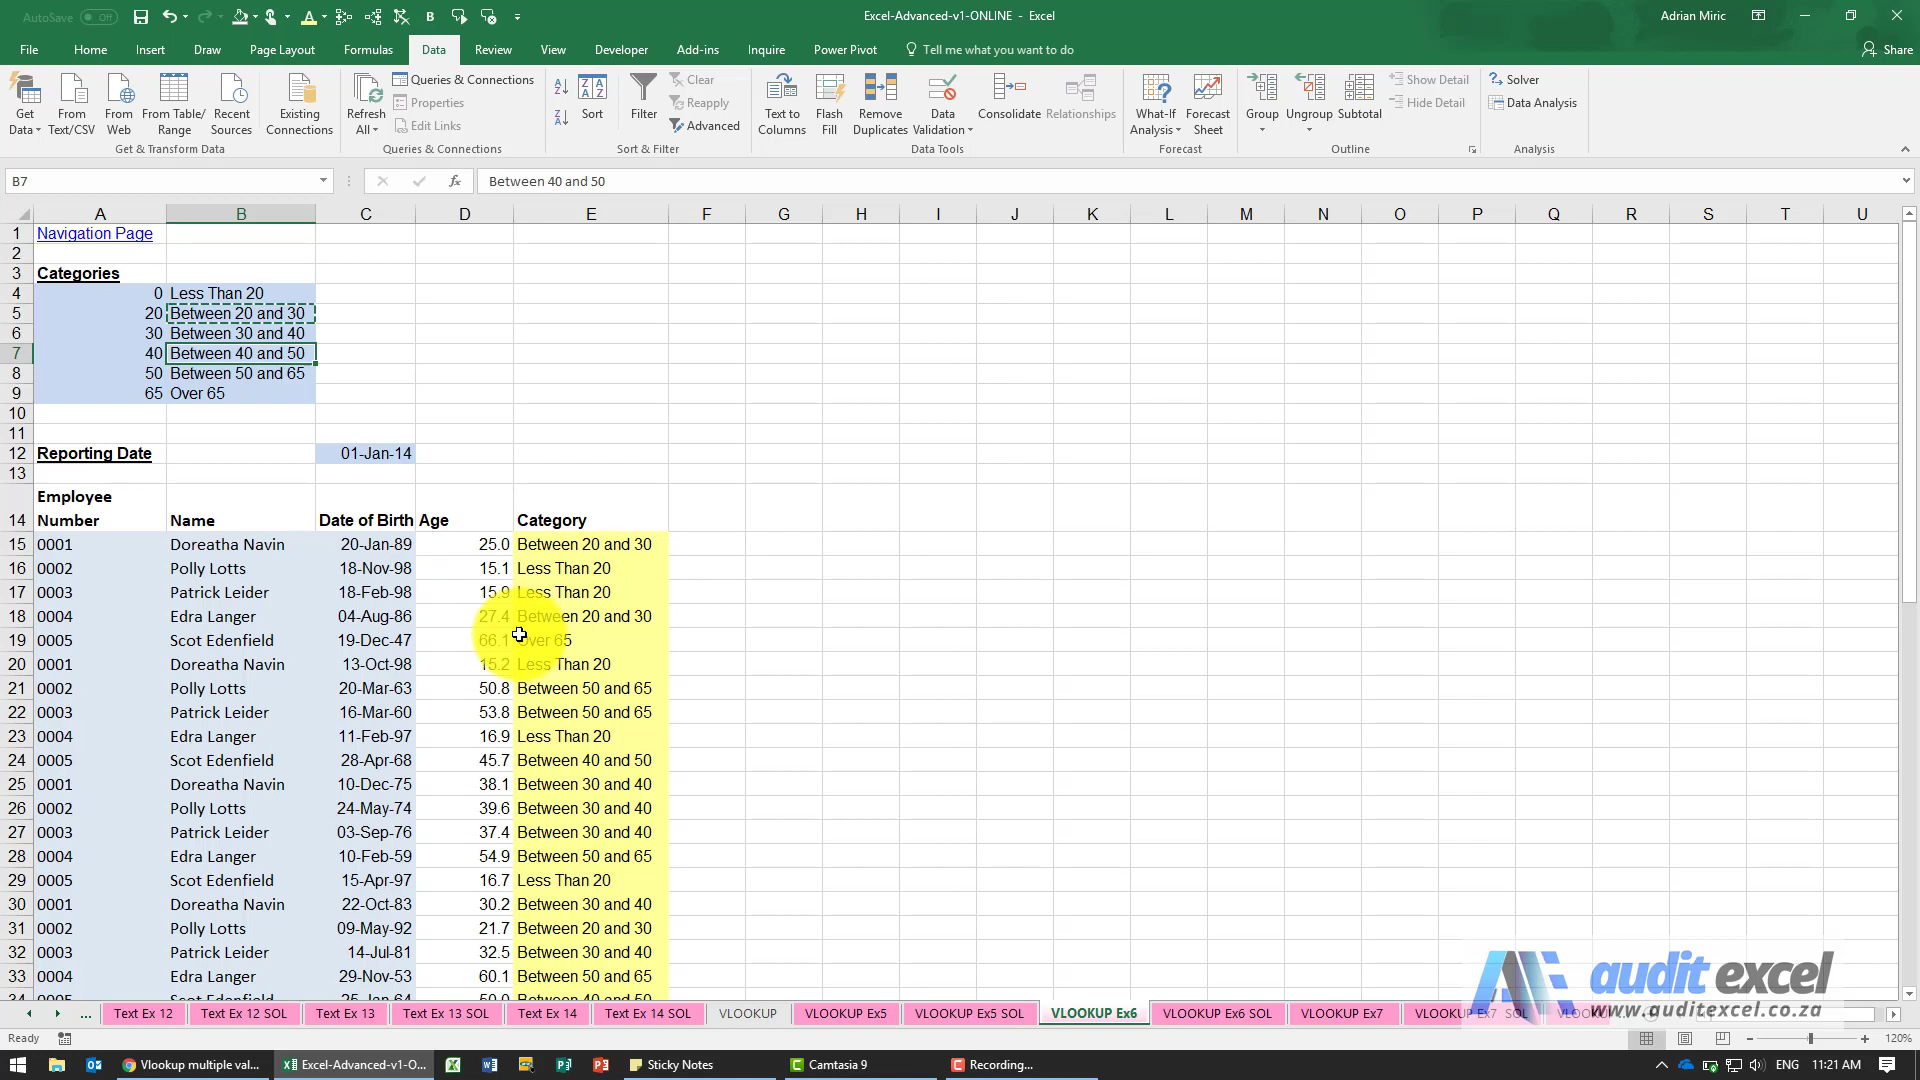 AutoSave Off
Excel-Advanced-v1-ONLINE - Excel
Adrian Miric
File Home Insert Draw Page Layout Formulas Data Review View Developer Add-ins Inquire Power Pivot Tell me what you want to do Share
Get Data
From Text/CSV
From Web
From Table/ Range
Recent Sources
Existing Connections
Get & Transform Data
Refresh All
Queries & Connections
Properties
Edit Links
Queries & Connections
Sort
Filter
Clear
Reapply
Advanced
Sort & Filter
Text to Columns
Flash Fill
Remove Duplicates
Data Validation
Consolidate
Relationships
Data Tools
What-If Analysis
Forecast Sheet
Forecast
Group
Ungroup
Subtotal
Show Detail
Hide Detail
Outline
Solver
Data Analysis
Analysis
B7 fx Between 40 and 50
A B C D E F G H I J K L M N O P Q R S T U
1 Navigation Page
2
3 Categories
4 0 Less Than 20
5 20 Between 20 and 30
6 30 Between 30 and 40
7 40 Between 40 and 50
8 50 Between 50 and 65
9 65 Over 65
10
11
12 Reporting Date 01-Jan-14
13
14 Employee Number Name Date of Birth Age Category
15 0001 Doreatha Navin 20-Jan-89 25.0 Between 20 and 30
16 0002 Polly Lotts 18-Nov-98 15.1 Less Than 20
17 0003 Patrick Leider 18-Feb-98 15.9 Less Than 20
18 0004 Edra Langer 04-Aug-86 27.4 Between 20 and 30
19 0005 Scot Edenfield 19-Dec-47 66.1 Over 65
20 0001 Doreatha Navin 13-Oct-98 15.2 Less Than 20
21 0002 Polly Lotts 20-Mar-63 50.8 Between 50 and 65
22 0003 Patrick Leider 16-Mar-60 53.8 Between 50 and 65
23 0004 Edra Langer 11-Feb-97 16.9 Less Than 20
24 0005 Scot Edenfield 28-Apr-68 45.7 Between 40 and 50
25 0001 Doreatha Navin 10-Dec-75 38.1 Between 30 and 40
26 0002 Polly Lotts 24-May-74 39.6 Between 30 and 40
27 0003 Patrick Leider 03-Sep-76 37.4 Between 30 and 40
28 0004 Edra Langer 10-Feb-59 54.9 Between 50 and 65
29 0005 Scot Edenfield 15-Apr-97 16.7 Less Than 20
30 0001 Doreatha Navin 22-Oct-83 30.2 Between 30 and 40
31 0002 Polly Lotts 09-May-92 21.7 Between 20 and 30
32 0003 Patrick Leider 14-Jul-81 32.5 Between 30 and 40
33 0004 Edra Langer 29-Nov-53 60.1 Between 50 and 65
34 0005 Scot Edenfield 25-Jan-64 50.0 Between 40 and 50
audit excel
www.auditexcel.co.za
... Text Ex 12 Text Ex 12 SOL Text Ex 13 Text Ex 13 SOL Text Ex 14 Text Ex 14 SOL VLOOKUP VLOOKUP Ex5 VLOOKUP Ex5 SOL VLOOKUP Ex6 VLOOKUP Ex6 SOL VLOOKUP Ex7 VLOOKUP Ex7 SOL
Ready
120%
Vlookup multiple val...
Excel-Advanced-v1-O...
Sticky Notes
Camtasia 9
Recording...
ENG 11:21 AM